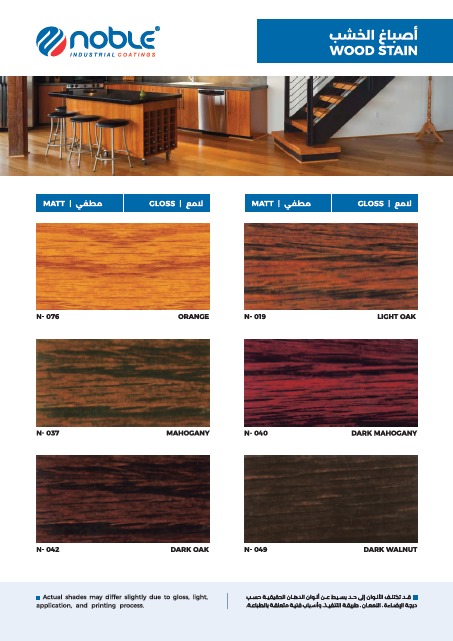 noble®
INDUSTRIAL COATINGS
أصباغ الخشب
WOOD STAIN
MATT | مطفي GLOSS | لامع
MATT | مطفي GLOSS | لامع
N- 076 ORANGE
N- 019 LIGHT OAK
N- 037 MAHOGANY
N- 040 DARK MAHOGANY
N- 042 DARK OAK
N- 049 DARK WALNUT
Actual shades may differ slightly due to gloss, light,
application, and printing process.
قد تختلف الألوان إلى حد بسيط عن ألوان الدهان الحقيقية حسب
درجة الإضاءة، اللمعان، طريقة التنفيذ، وأسباب فنية متعلقة بالطباعة.